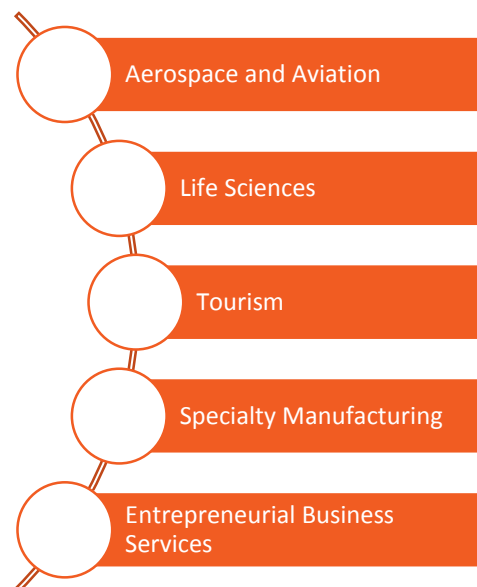 Aerospace and Aviation
Life Sciences
Tourism
Specialty Manufacturing
Entrepreneurial Business
Services